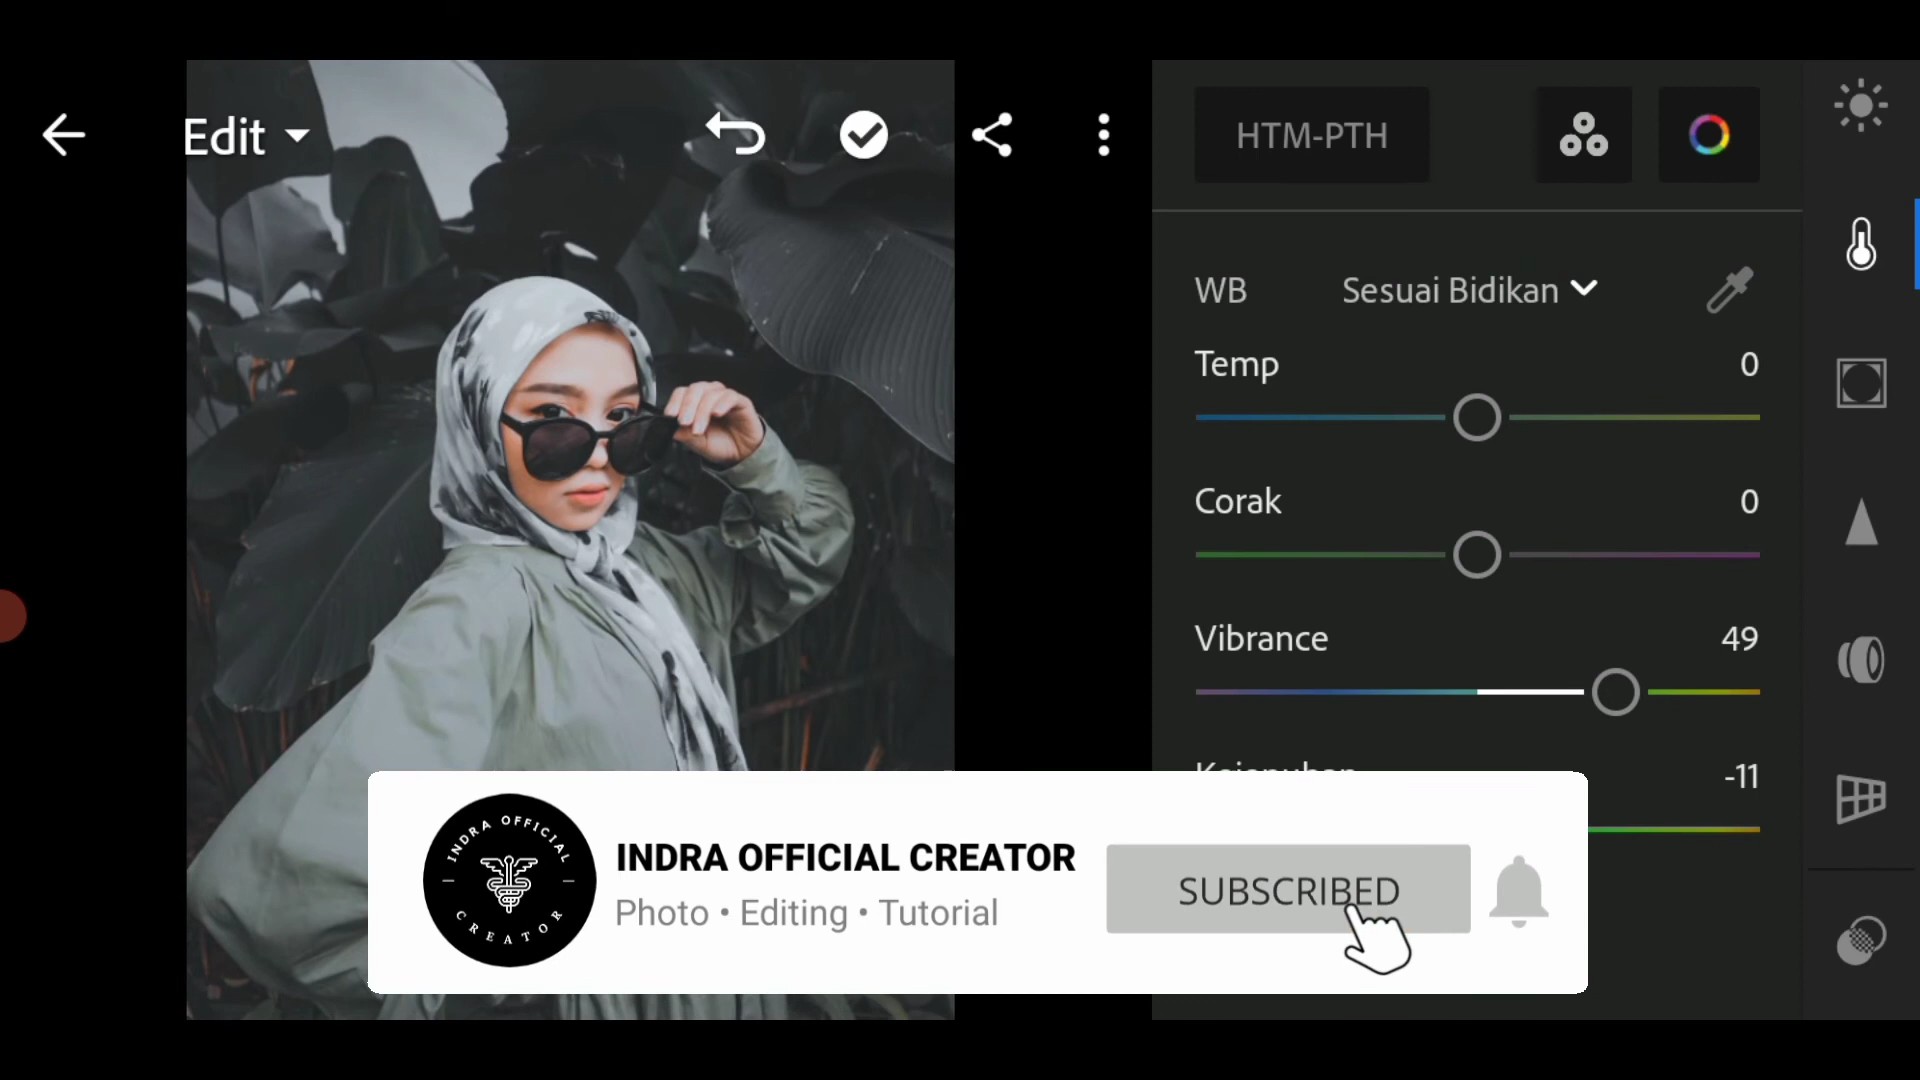 Edit
HTM-PTH
WB Sesuai Bidikan
Temp 0
Corak 0
Vibrance 49
-11
INDRA OFFICIAL
CREATOR
INDRA OFFICIAL CREATOR
Photo • Editing • Tutorial
SUBSCRIBED